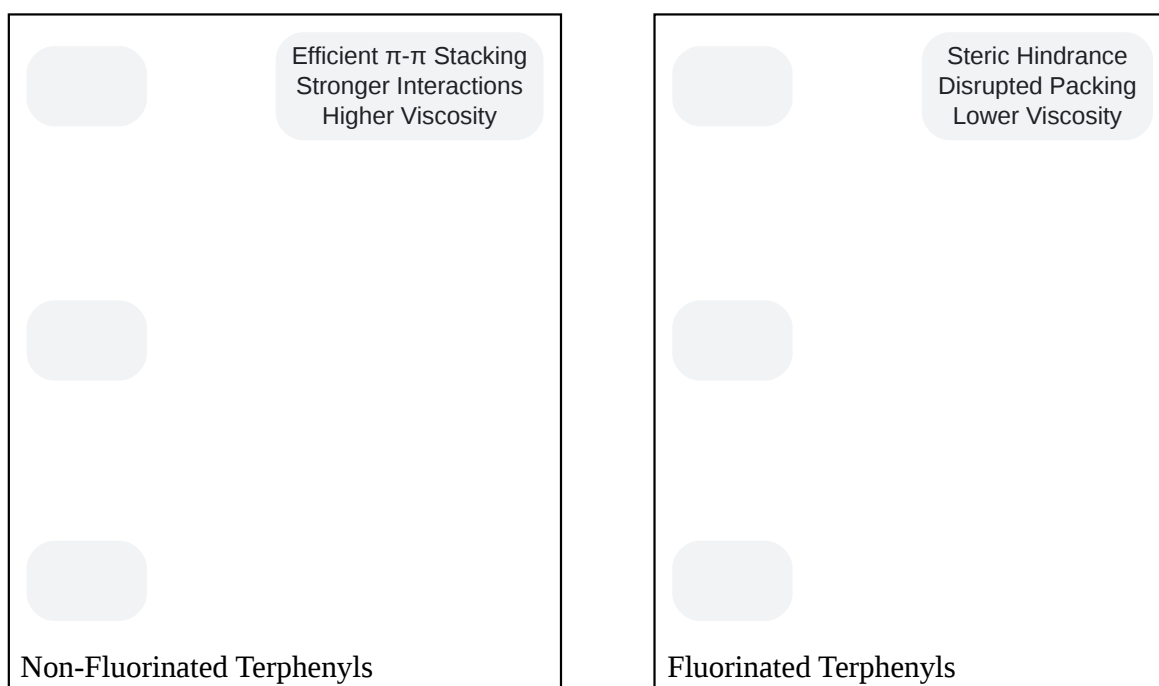 Efficient π-π Stacking
Stronger Interactions
Higher Viscosity
Non-Fluorinated Terphenyls
Steric Hindrance
Disrupted Packing
Lower Viscosity
Fluorinated Terphenyls